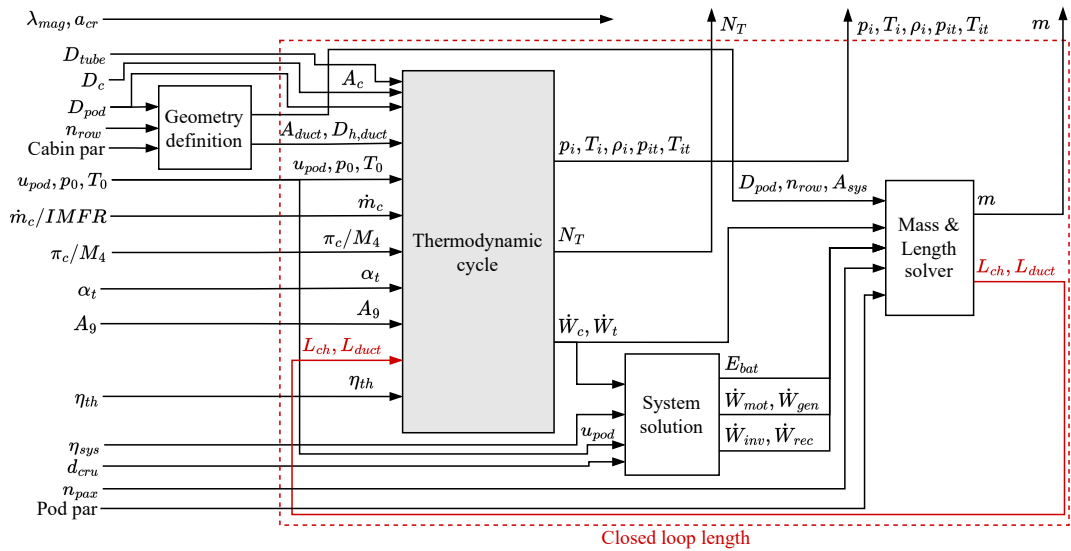 λ_mag, a_cr
N_T
p_i, T_i, ρ_i, p_it, T_it
m
D_tube
D_c
D_pod
n_row
Cabin par
Geometry
definition
A_c
A_duct, D_h,duct
u_pod, p_0, T_0
u_pod, p_0, T_0
ṁ_c/IMFR
ṁ_c
π_c/M_4
π_c/M_4
α_t
α_t
A_9
A_9
L_ch, L_duct
η_th
η_th
Thermodynamic
cycle
p_i, T_i, ρ_i, p_it, T_it
N_T
Ẇ_c, Ẇ_t
D_pod, n_row, A_sys
Mass &
Length
solver
m
L_ch, L_duct
η_sys
d_cru
u_pod
System
solution
E_bat
Ẇ_mot, Ẇ_gen
Ẇ_inv, Ẇ_rec
n_pax
Pod par
Closed loop length